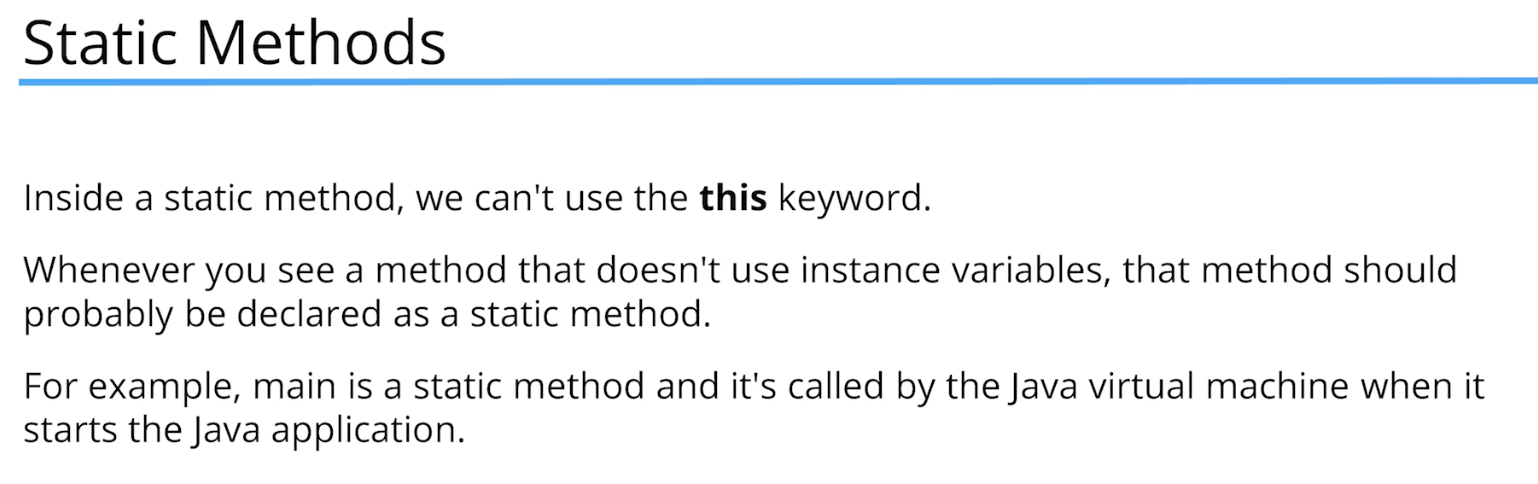 Static Methods
Inside a static method, we can't use the this keyword.
Whenever you see a method that doesn't use instance variables, that method should
probably be declared as a static method.
For example, main is a static method and it's called by the Java virtual machine when it
starts the Java application.